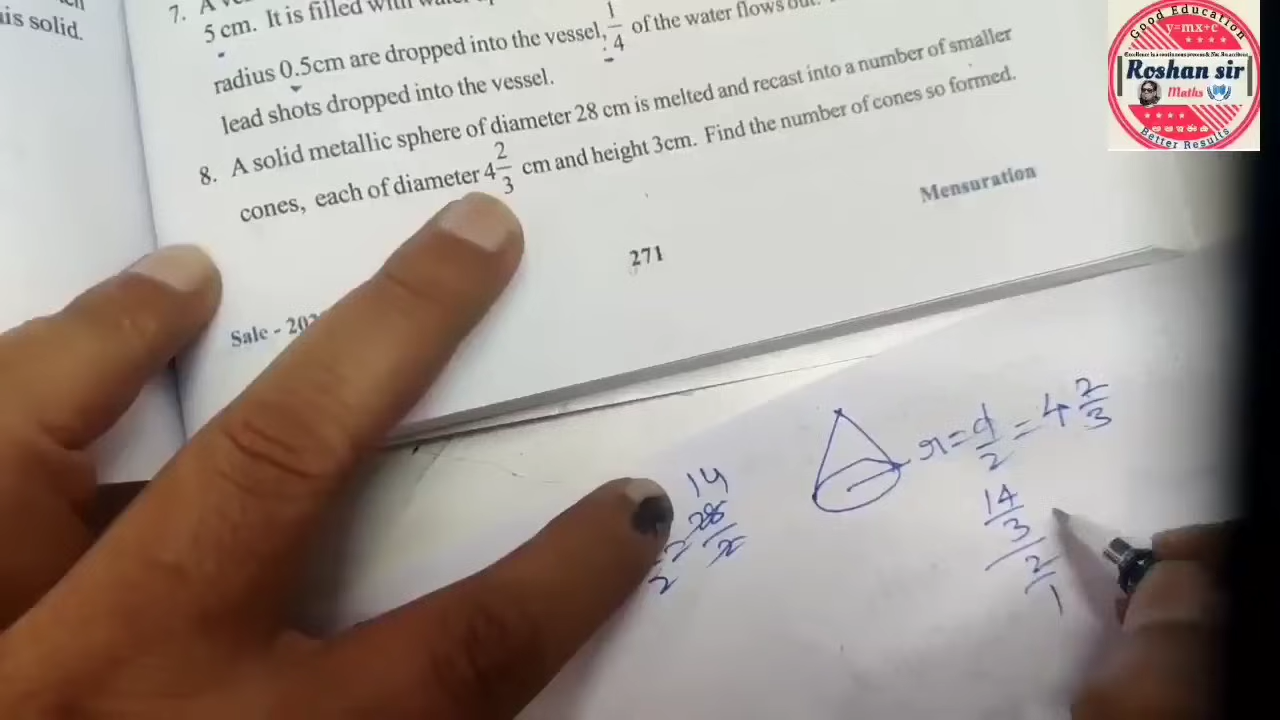 his solid.
7. A
5 cm. It is filled with water
radius 0.5cm are dropped into the vessel, 1/4 of the water flows out.
lead shots dropped into the vessel.
8. A solid metallic sphere of diameter 28 cm is melted and recast into a number of smaller
cones, each of diameter 4 2/3 cm and height 3cm. Find the number of cones so formed.
Mensuration
271
Sale - 20
14
28
2
2
r = d/2 = 4 2/3
14/3
2/1
Good Education
y=mx+c
Roshan sir
Maths
Better Results